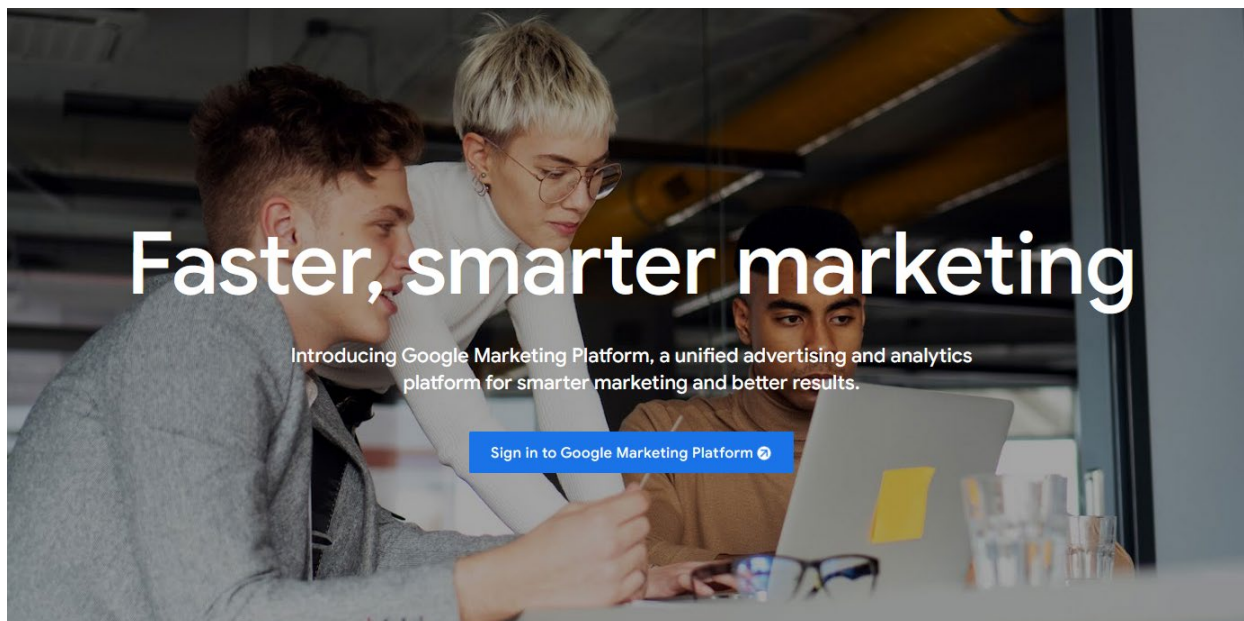 Faster, smarter marketing
Introducing Google Marketing Platform, a unified advertising and analytics
platform for smarter marketing and better results.
Sign in to Google Marketing Platform